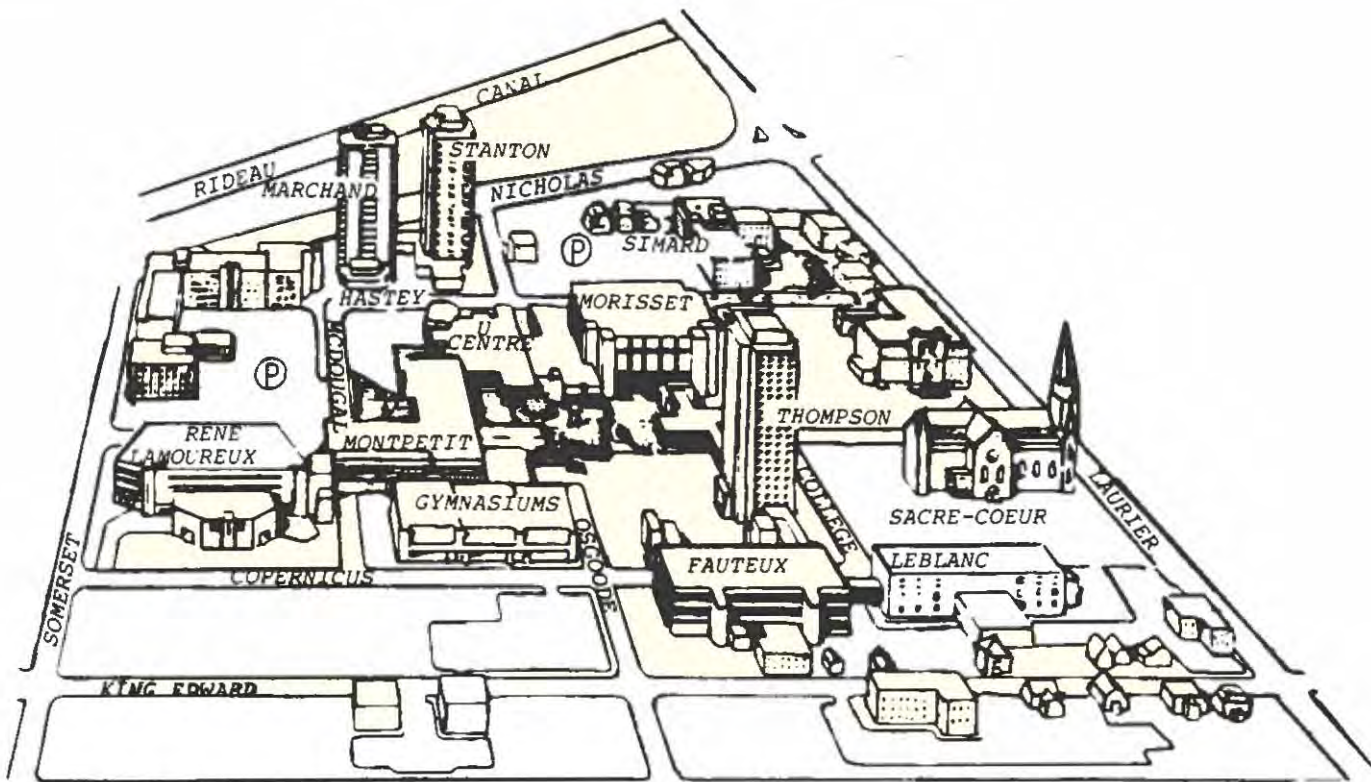 RIDEAU CANAL
MARCHAND
STANTON
NICHOLAS
P
SIMARD
HASTEY
MORISSET
U
CENTRE
MCDOUGAL
P
THOMPSON
RENE
LAMOUREUX
MONTPETIT
GYMNASIUMS
COLLEGE
SACRE-COEUR
LAURIER
OSGOODE
FAUTEUX
LEBLANC
SOMERSET
COPERNICUS
KING EDWARD